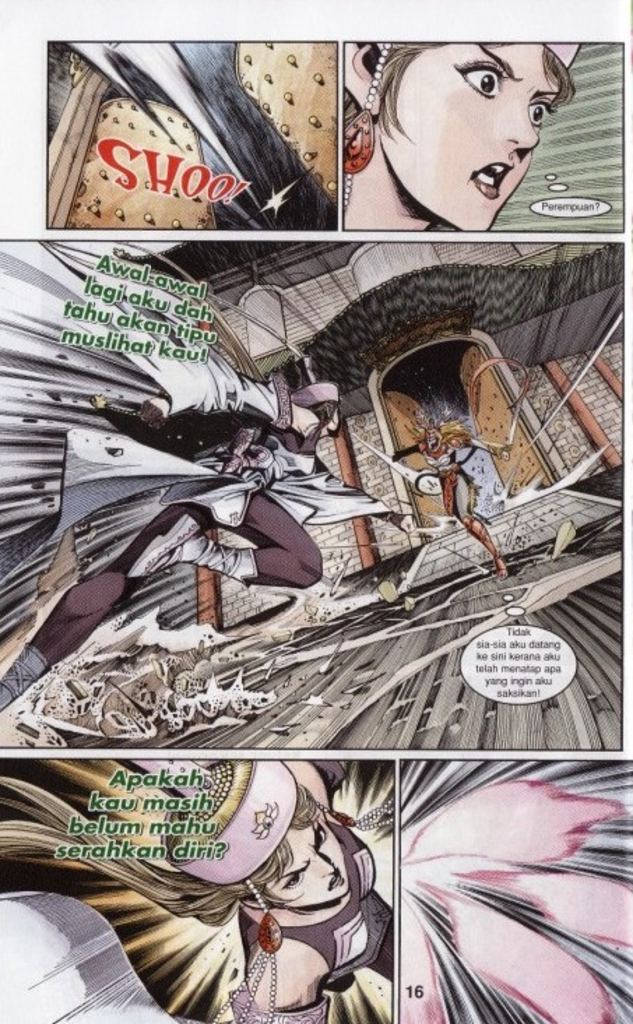 SHOO!
Perempuan?
Awal-awal
lagi aku dah
tahu akan tipu
muslihat kau!
Tidak
sia-sia aku datang
ke sini kerana aku
telah menatap apa
yang ingin aku
saksikan!
Apakah
kau masih
belum mahu
serahkan diri?
16